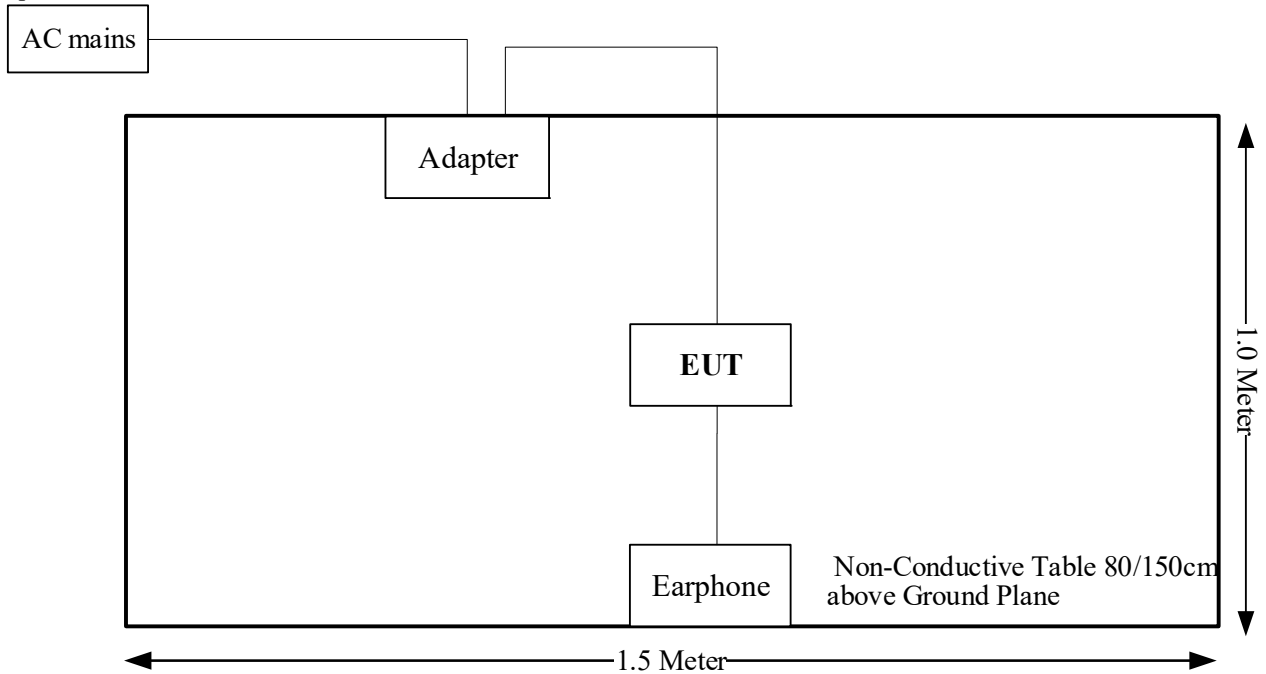 AC mains
Adapter
EUT
1.0 Meter
Earphone
Non-Conductive Table 80/150cm
above Ground Plane
1.5 Meter